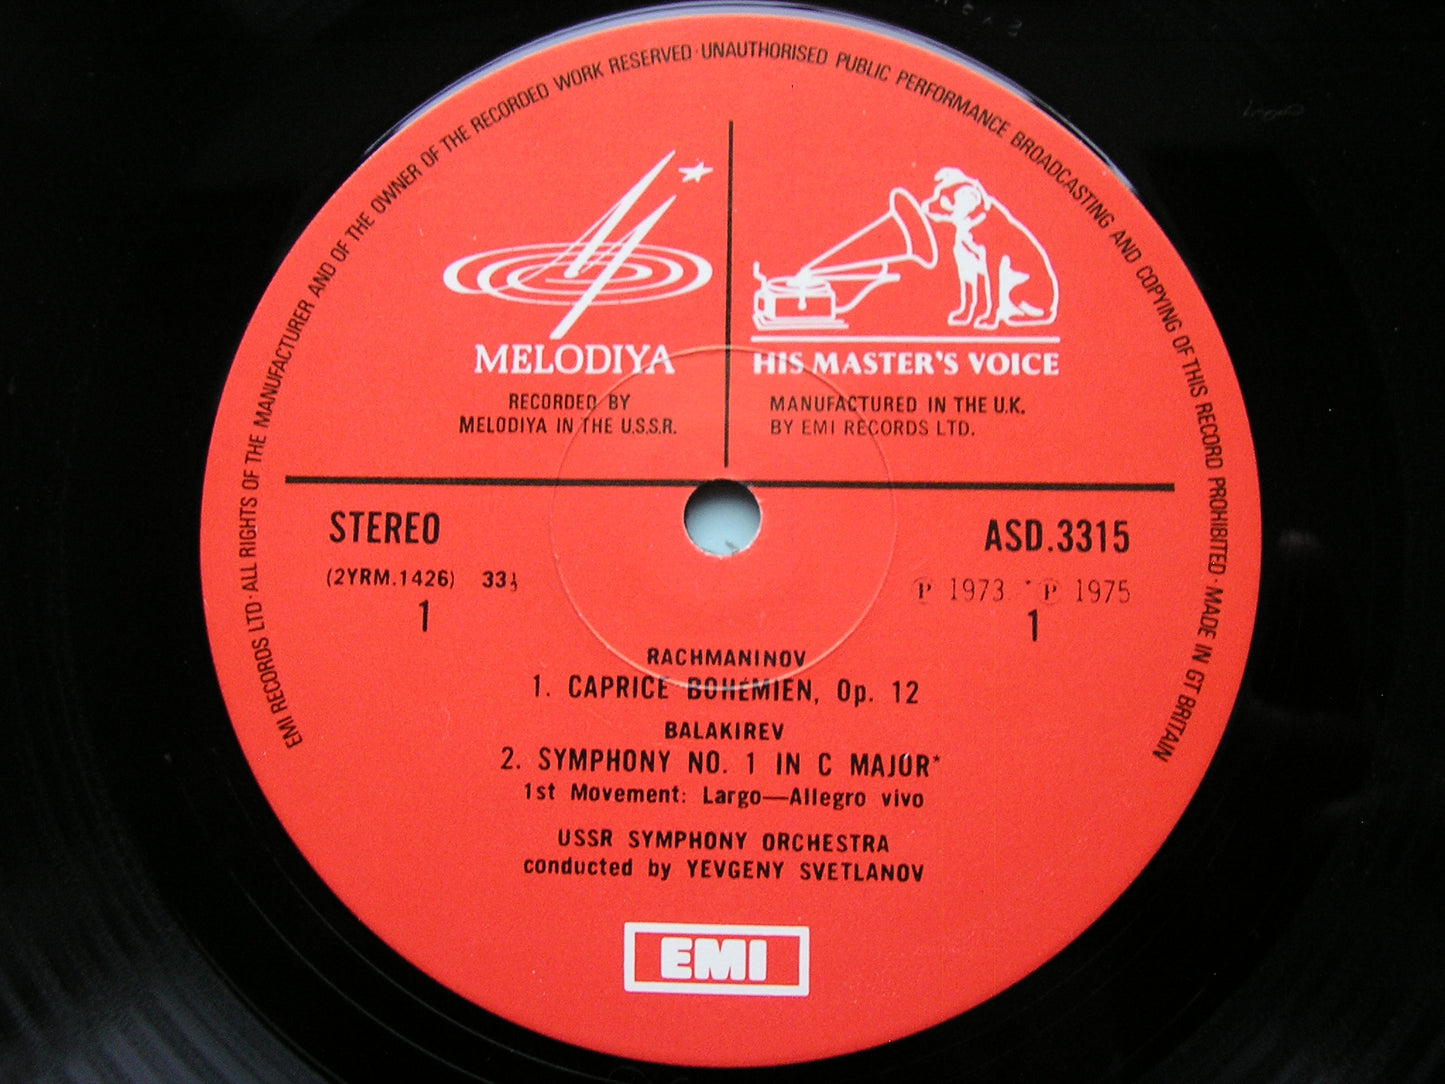 EMI RECORDS LTD · ALL RIGHTS OF THE MANUFACTURER AND OF THE OWNER OF THE RECORDED WORK RESERVED · UNAUTHORISED PUBLIC PERFORMANCE BROADCASTING AND COPYING OF THIS RECORD PROHIBITED · MADE IN GT BRITAIN
MELODIYA
RECORDED BY
MELODIYA IN THE U.S.S.R.
HIS MASTER'S VOICE
MANUFACTURED IN THE U.K.
BY EMI RECORDS LTD.
STEREO
ASD.3315
(2YRM.1426) 33⅓
℗ 1973 · ℗ 1975
1
1
RACHMANINOV
1. CAPRICE BOHÉMIEN, Op. 12
BALAKIREV
2. SYMPHONY NO. 1 IN C MAJOR*
1st Movement: Largo—Allegro vivo
USSR SYMPHONY ORCHESTRA
conducted by YEVGENY SVETLANOV
EMI